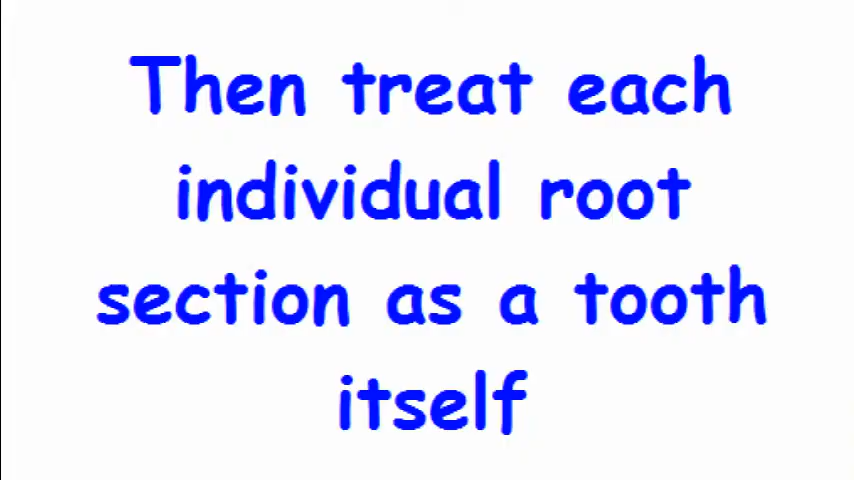 Then treat each
individual root
section as a tooth
itself